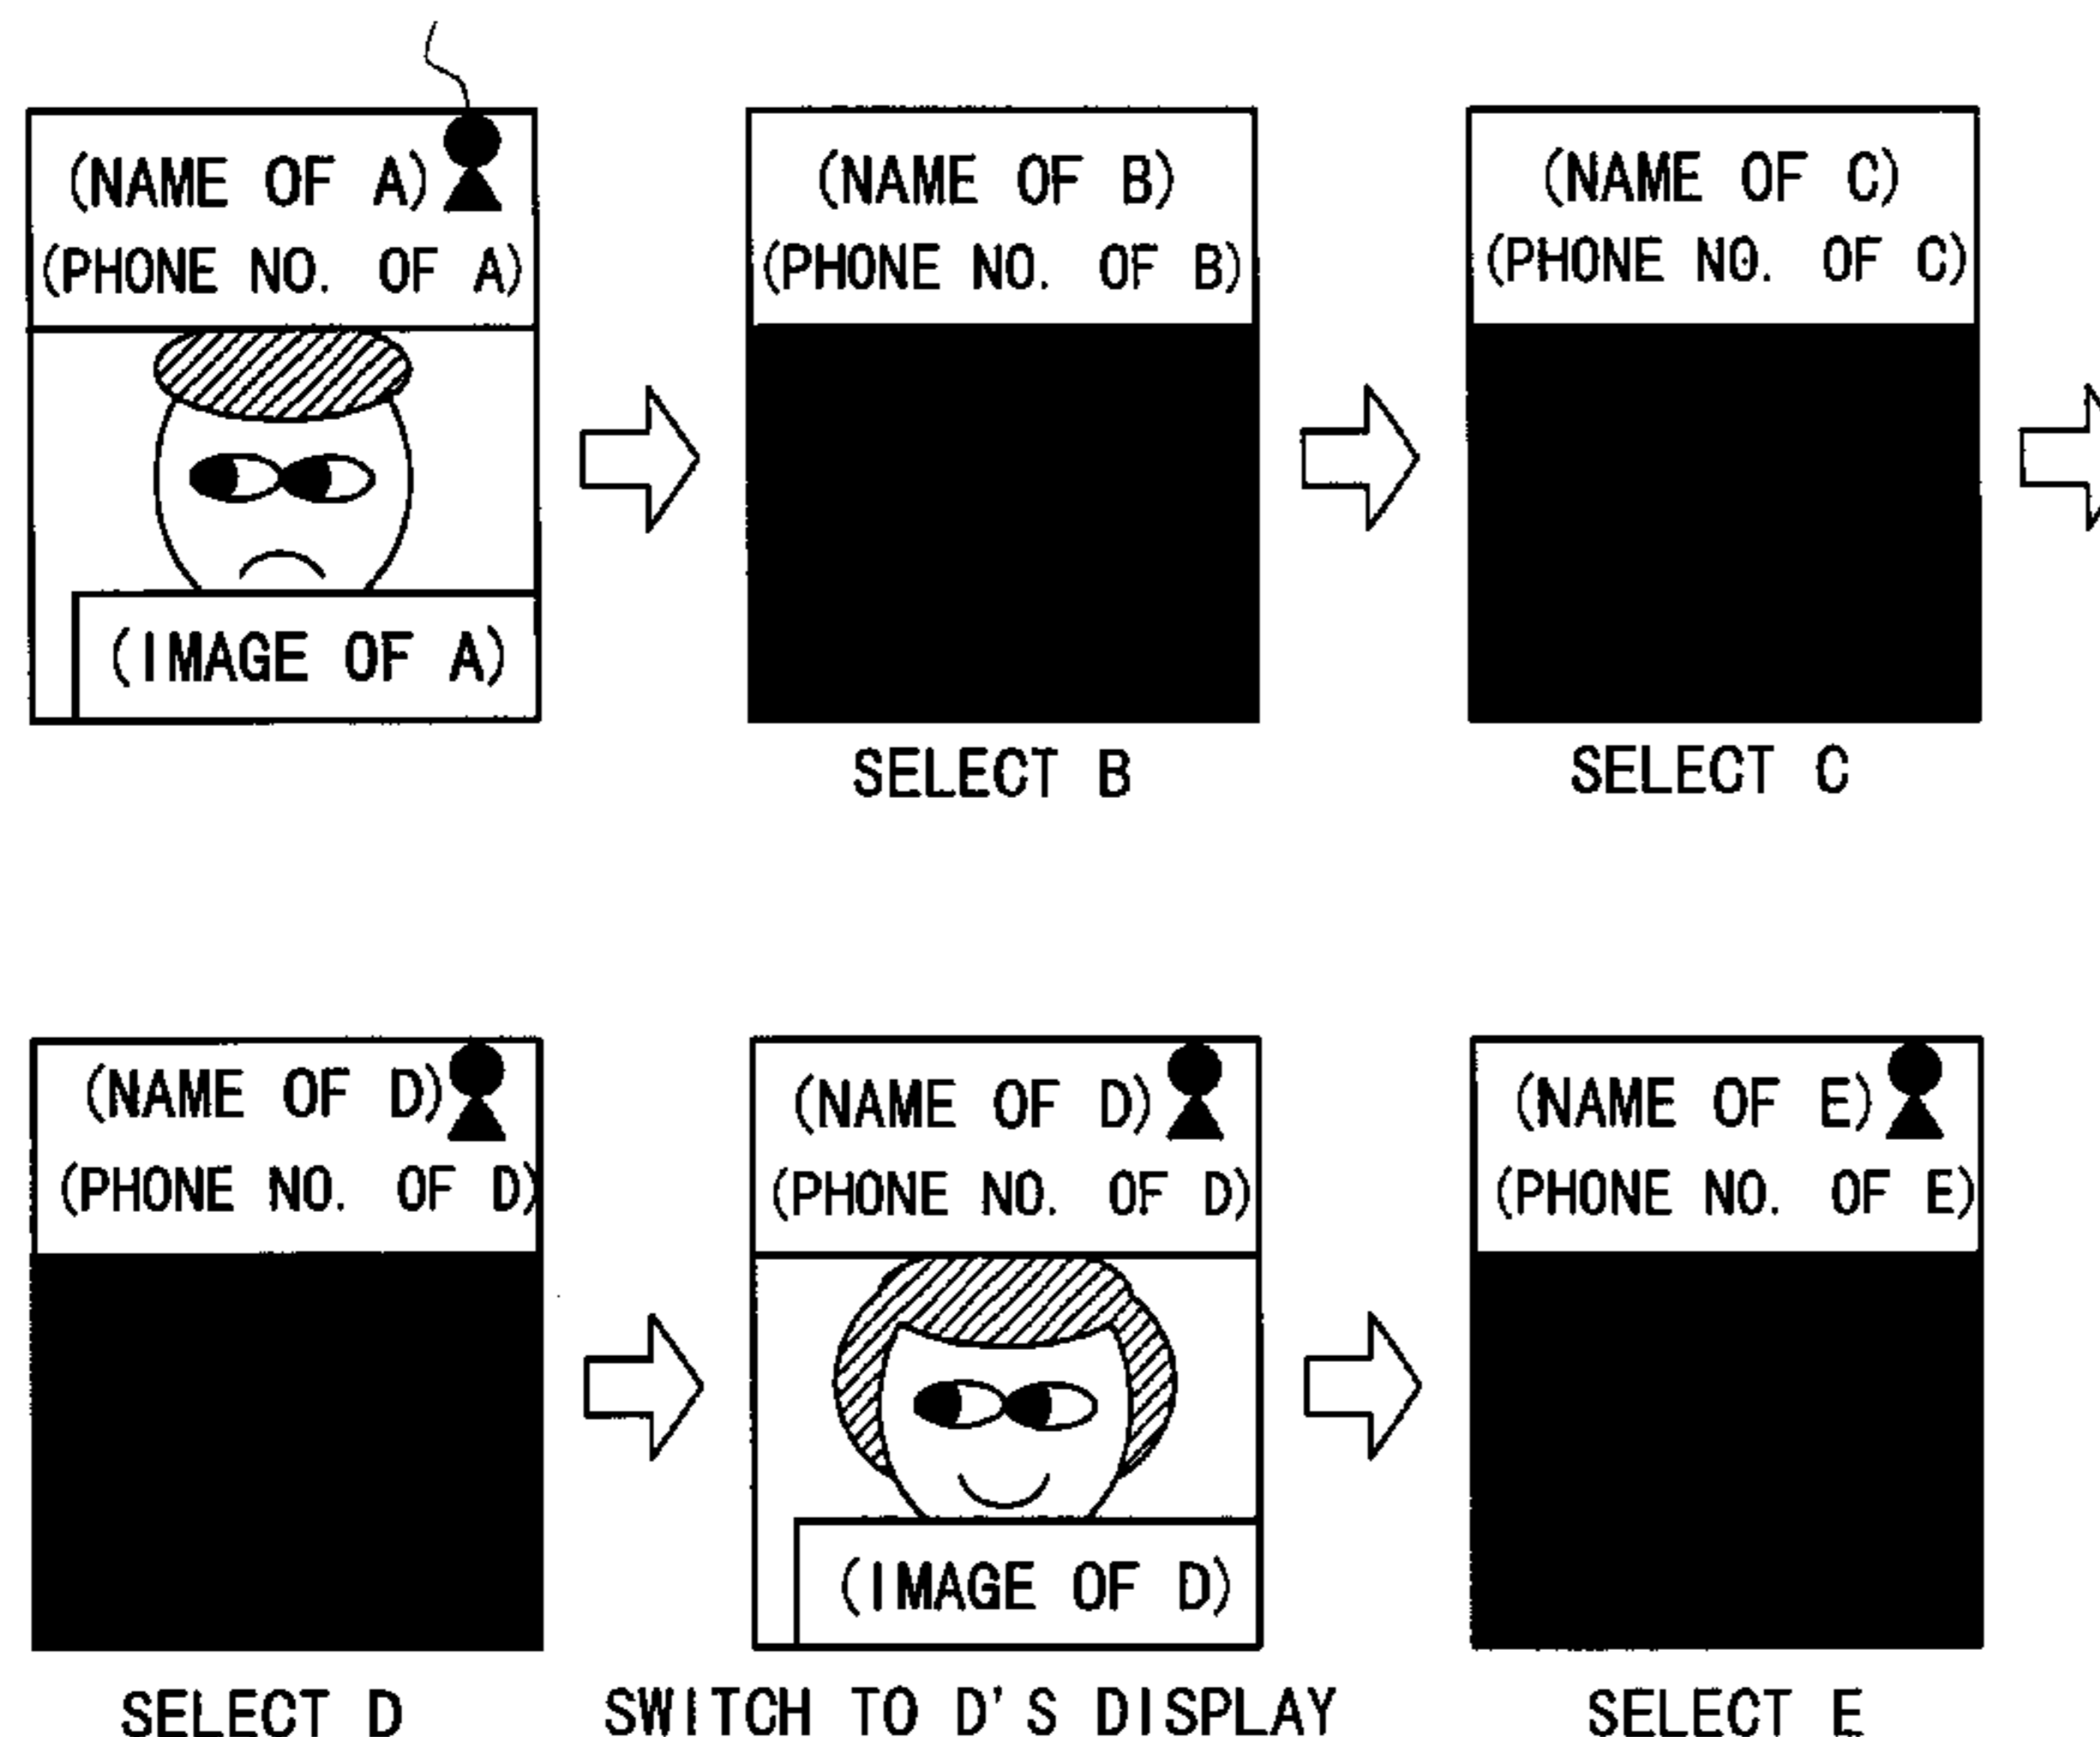 (NAME OF A)
(PHONE NO. OF A)
(IMAGE OF A)
(NAME OF B)
(PHONE NO. OF B)
SELECT B
(NAME OF C)
(PHONE NO. OF C)
SELECT C
(NAME OF D)
(PHONE NO. OF D)
SELECT D
(NAME OF D)
(PHONE NO. OF D)
(IMAGE OF D)
SWITCH TO D'S DISPLAY
(NAME OF E)
(PHONE NO. OF E)
SELECT E